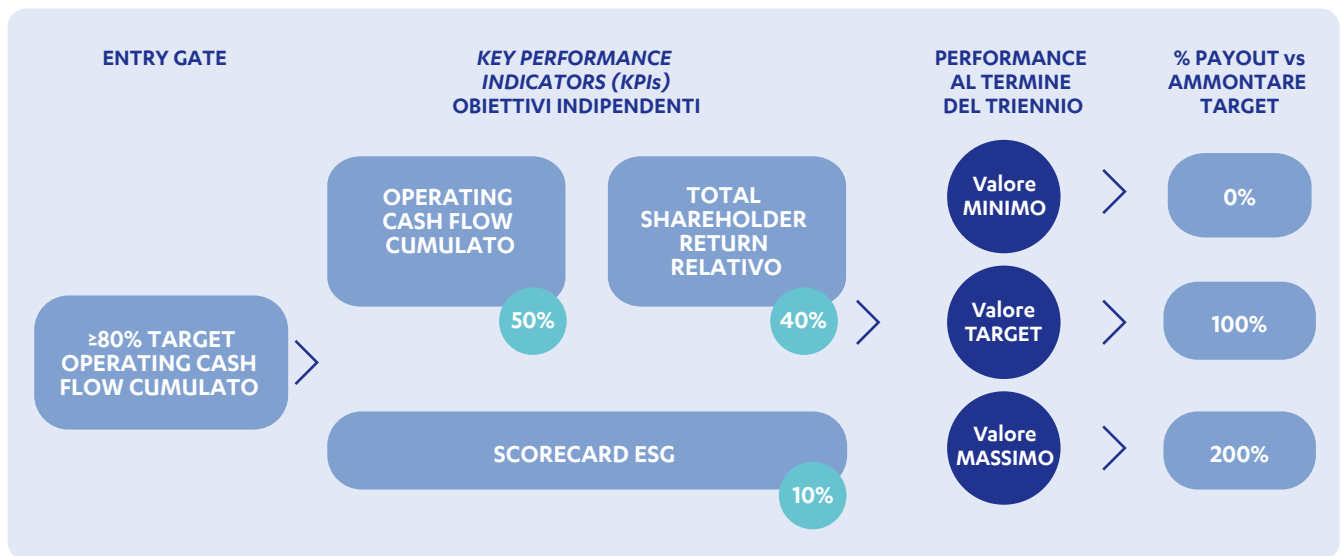 ENTRY GATE
KEY PERFORMANCE
INDICATORS (KPIs)
OBIETTIVI INDIPENDENTI
PERFORMANCE
AL TERMINE
DEL TRIENNIO
% PAYOUT vs
AMMONTARE
TARGET
≥80% TARGET
OPERATING CASH
FLOW CUMULATO
OPERATING
CASH FLOW
CUMULATO
50%
TOTAL
SHAREHOLDER
RETURN
RELATIVO
40%
SCORECARD ESG
10%
Valore
MINIMO
0%
Valore
TARGET
100%
Valore
MASSIMO
200%